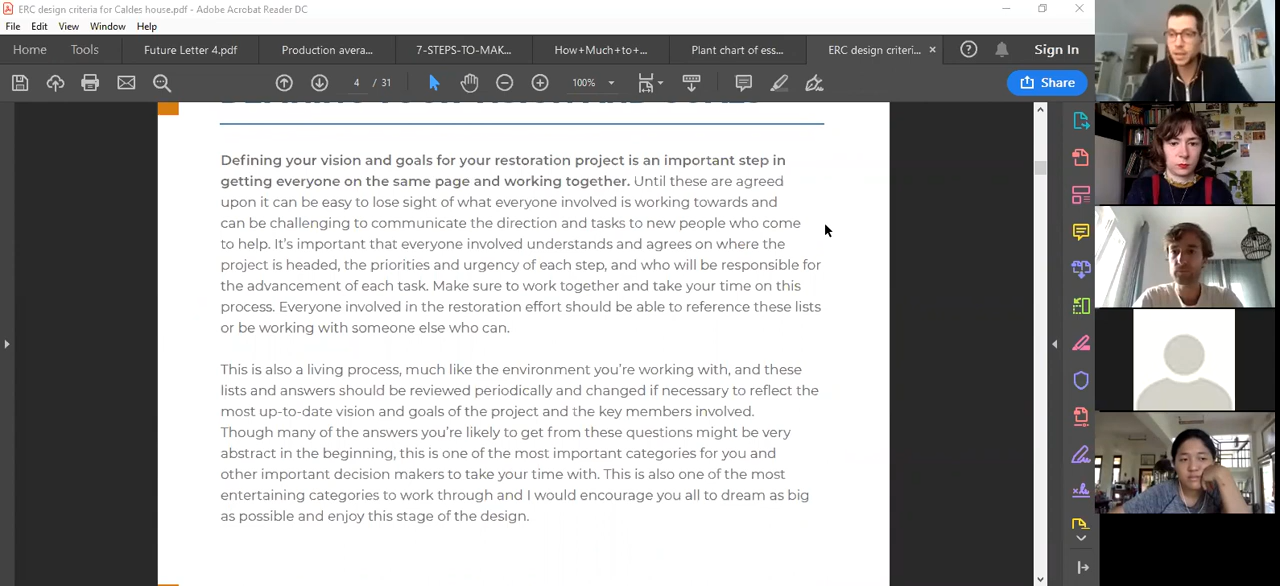 ERC design criteria for Caldes house.pdf - Adobe Acrobat Reader DC
File Edit View Window Help
Home Tools Future Letter 4.pdf Production avera... 7-STEPS-TO-MAK... How+Much+to+... Plant chart of ess... ERC design criteri... × Sign In
4 / 31 100% Share
Defining your vision and goals for your restoration project is an important step in
getting everyone on the same page and working together. Until these are agreed
upon it can be easy to lose sight of what everyone involved is working towards and
can be challenging to communicate the direction and tasks to new people who come
to help. It's important that everyone involved understands and agrees on where the
project is headed, the priorities and urgency of each step, and who will be responsible for
the advancement of each task. Make sure to work together and take your time on this
process. Everyone involved in the restoration effort should be able to reference these lists
or be working with someone else who can.
This is also a living process, much like the environment you're working with, and these
lists and answers should be reviewed periodically and changed if necessary to reflect the
most up-to-date vision and goals of the project and the key members involved.
Though many of the answers you're likely to get from these questions might be very
abstract in the beginning, this is one of the most important categories for you and
other important decision makers to take your time with. This is also one of the most
entertaining categories to work through and I would encourage you all to dream as big
as possible and enjoy this stage of the design.